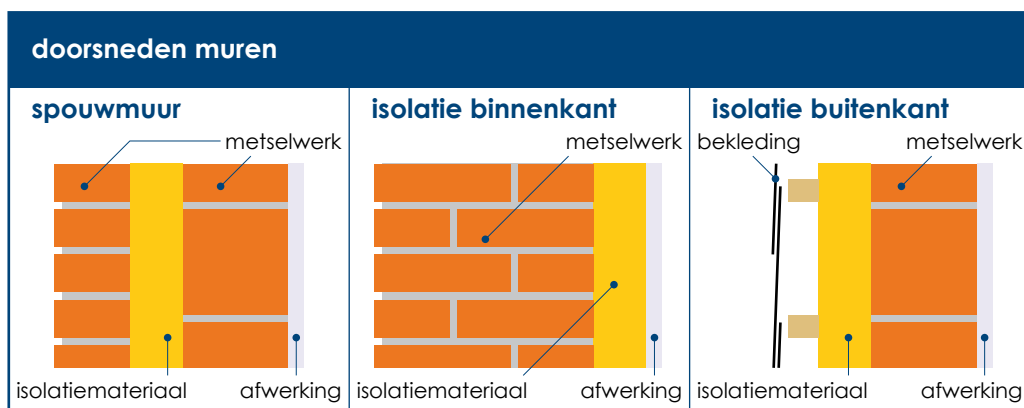 doorsneden muren
spouwmuur
metselwerk
isolatiemateriaal
afwerking
isolatie binnenkant
metselwerk
isolatiemateriaal
afwerking
isolatie buitenkant
bekleding
metselwerk
isolatiemateriaal
afwerking